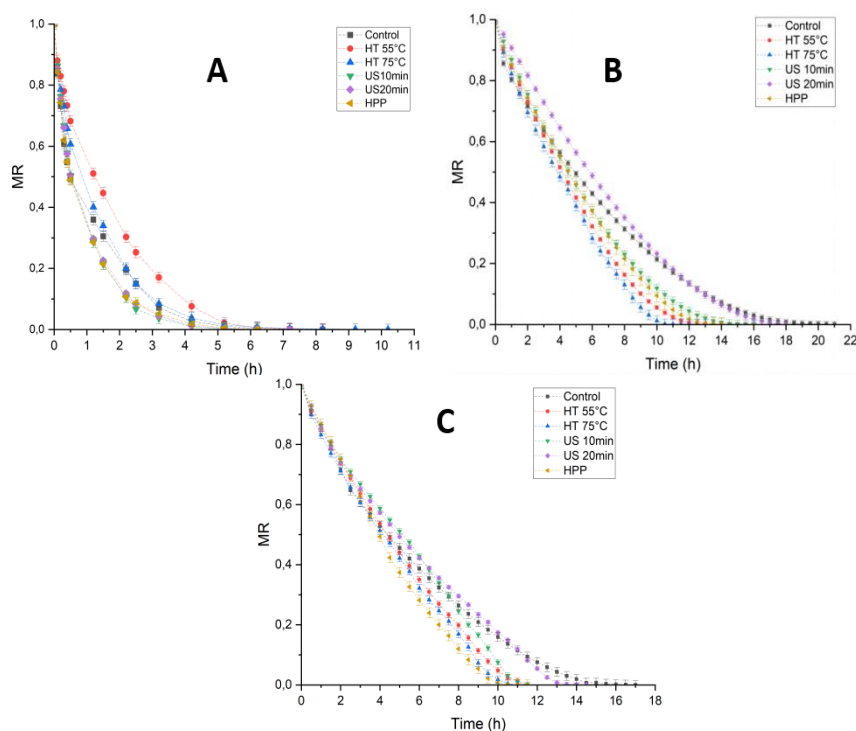 A
1,0
0,8
0,6
0,4
0,2
0,0
MR
0 1 2 3 4 5 6 7 8 9 10 11
Time (h)
Control
HT 55°C
HT 75°C
US10min
US20min
HPP
B
1,0
0,8
0,6
0,4
0,2
0,0
MR
0 2 4 6 8 10 12 14 16 18 20 22
Time (h)
Control
HT 55°C
HT 75°C
US 10min
US 20min
HPP
C
1,0
0,8
0,6
0,4
0,2
0,0
MR
0 2 4 6 8 10 12 14 16 18
Time (h)
Control
HT 55°C
HT 75°C
US 10min
US 20min
HPP